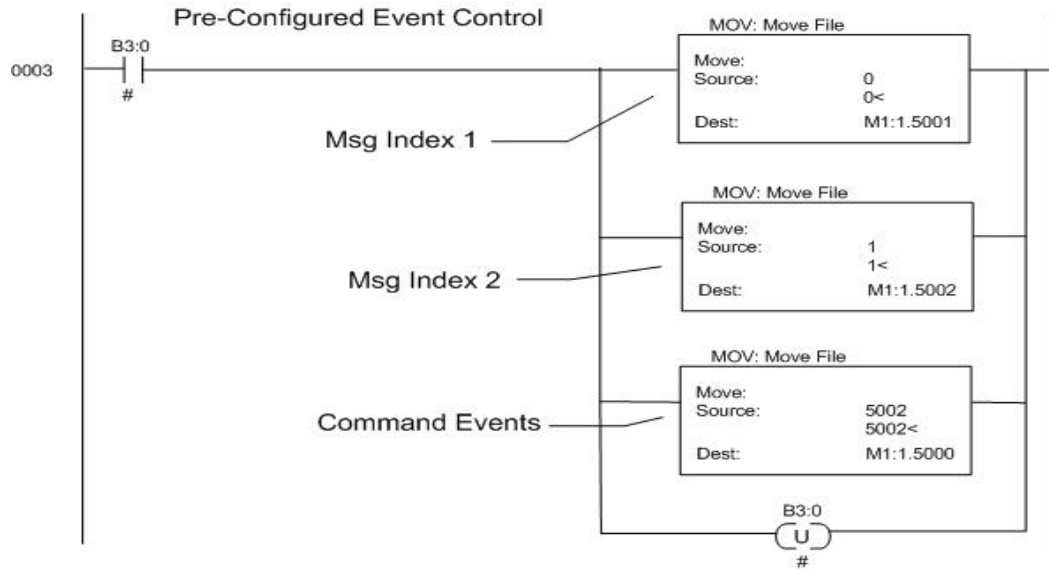 Pre-Configured Event Control
B3:0
0003
#
MOV: Move File
Move:
Source: 0
0<
Dest: M1:1.5001
Msg Index 1
MOV: Move File
Move:
Source: 1
1<
Dest: M1:1.5002
Msg Index 2
MOV: Move File
Move:
Source: 5002
5002<
Dest: M1:1.5000
Command Events
B3:0
U
#